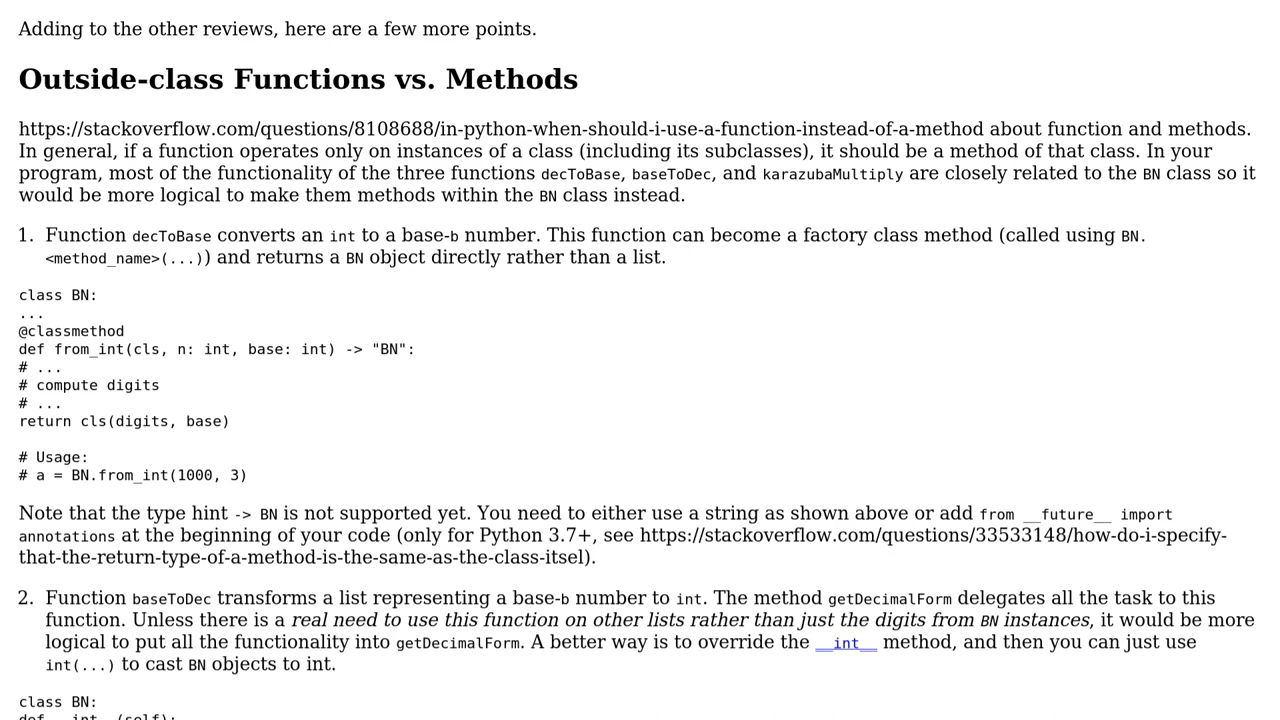 Adding to the other reviews, here are a few more points.
Outside-class Functions vs. Methods
https://stackoverflow.com/questions/8108688/in-python-when-should-i-use-a-function-instead-of-a-method about function and methods.
In general, if a function operates only on instances of a class (including its subclasses), it should be a method of that class. In your
program, most of the functionality of the three functions decToBase, baseToDec, and karazubaMultiply are closely related to the BN class so it
would be more logical to make them methods within the BN class instead.
1. Function decToBase converts an int to a base-b number. This function can become a factory class method (called using BN.
<method_name>(...)) and returns a BN object directly rather than a list.
class BN:
...
@classmethod
def from_int(cls, n: int, base: int) -> "BN":
# ...
# compute digits
# ...
return cls(digits, base)
# Usage:
# a = BN.from_int(1000, 3)
Note that the type hint -> BN is not supported yet. You need to either use a string as shown above or add from __future__ import
annotations at the beginning of your code (only for Python 3.7+, see https://stackoverflow.com/questions/33533148/how-do-i-specify-
that-the-return-type-of-a-method-is-the-same-as-the-class-itsel).
2. Function baseToDec transforms a list representing a base-b number to int. The method getDecimalForm delegates all the task to this
function. Unless there is a real need to use this function on other lists rather than just the digits from BN instances, it would be more
logical to put all the functionality into getDecimalForm. A better way is to override the __int__ method, and then you can just use
int(...) to cast BN objects to int.
class BN:
def __int__(self):